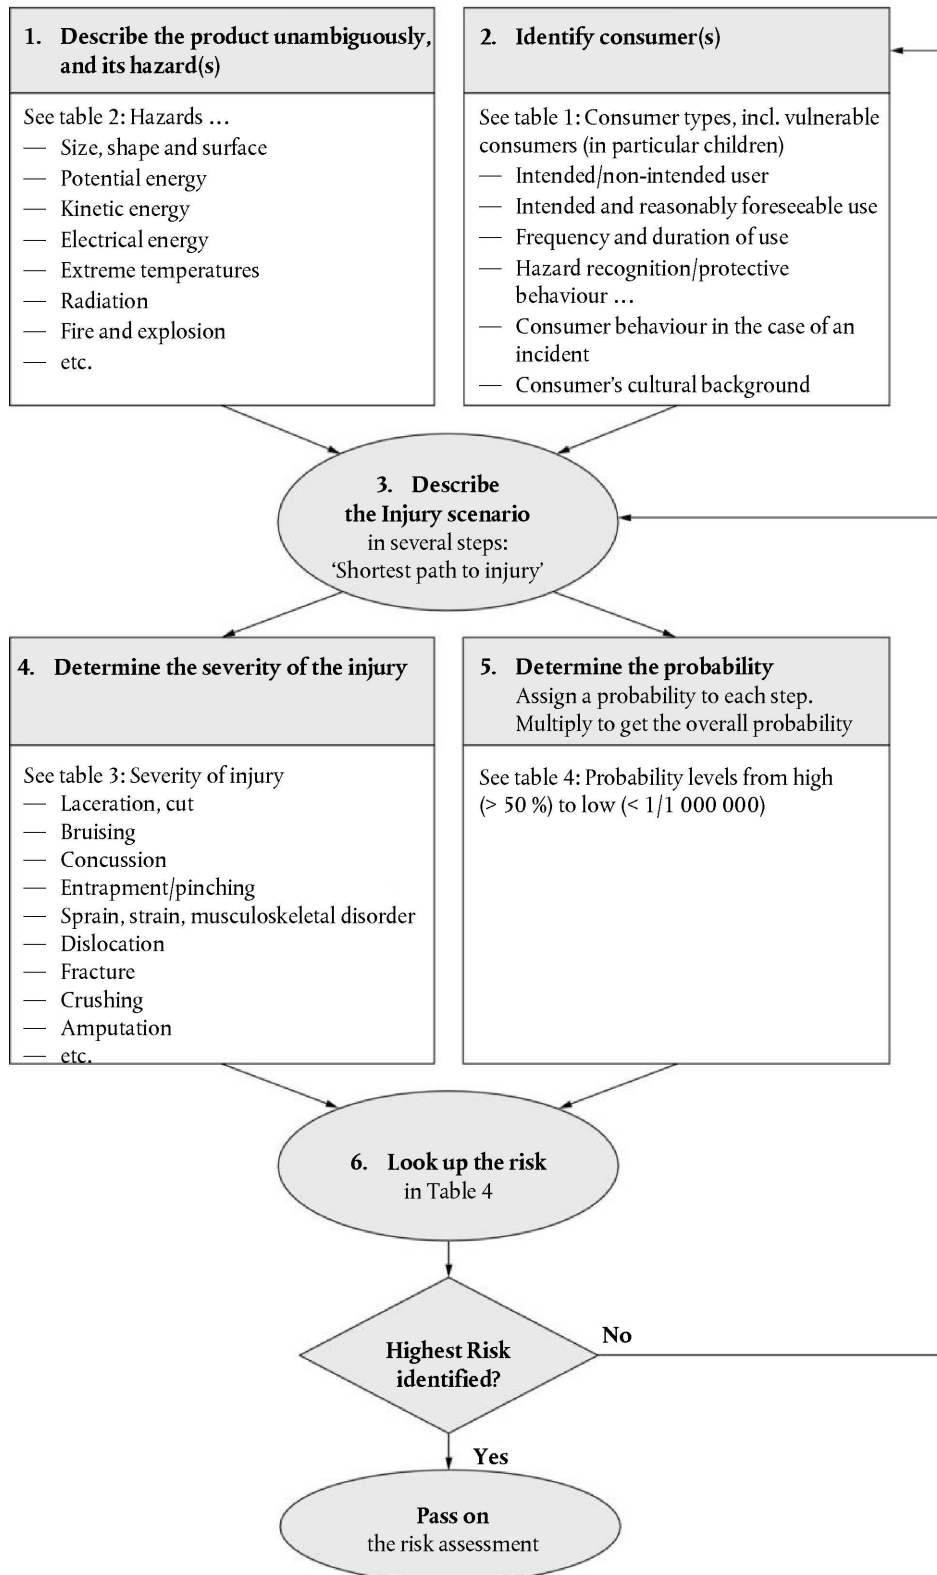 1. Describe the product unambiguously,
and its hazard(s)
See table 2: Hazards …
— Size, shape and surface
— Potential energy
— Kinetic energy
— Electrical energy
— Extreme temperatures
— Radiation
— Fire and explosion
— etc.
2. Identify consumer(s)
See table 1: Consumer types, incl. vulnerable
consumers (in particular children)
— Intended/non-intended user
— Intended and reasonably foreseeable use
— Frequency and duration of use
— Hazard recognition/protective
behaviour …
— Consumer behaviour in the case of an
incident
— Consumer’s cultural background
3. Describe
the Injury scenario
in several steps:
‘Shortest path to injury’
4. Determine the severity of the injury
See table 3: Severity of injury
— Laceration, cut
— Bruising
— Concussion
— Entrapment/pinching
— Sprain, strain, musculoskeletal disorder
— Dislocation
— Fracture
— Crushing
— Amputation
— etc.
5. Determine the probability
Assign a probability to each step.
Multiply to get the overall probability
See table 4: Probability levels from high
(> 50 %) to low (< 1/1 000 000)
6. Look up the risk
in Table 4
Highest Risk
identified?
No
Yes
Pass on
the risk assessment